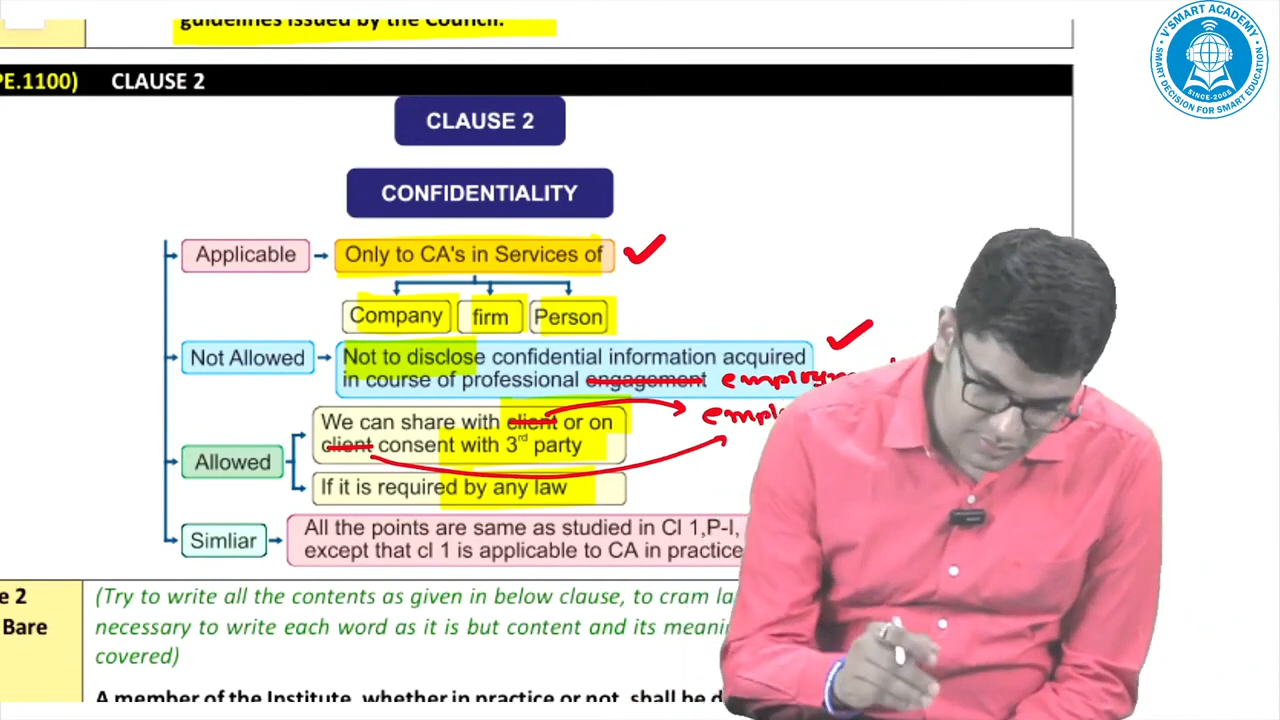 guidelines issued by the Council.
PE.1100) CLAUSE 2
CLAUSE 2
CONFIDENTIALITY
Applicable
Only to CA's in Services of
Company
firm
Person
Not Allowed
Not to disclose confidential information acquired
in course of professional engagement
We can share with client or on
client consent with 3rd party
Allowed
If it is required by any law
Simliar
All the points are same as studied in Cl 1,P-I,
except that cl 1 is applicable to CA in practice
e 2
Bare
(Try to write all the contents as given in below clause, to cram la
necessary to write each word as it is but content and its meani
covered)
A member of the Institute, whether in practice or not, shall be d
V'SMART ACADEMY
SINCE-2005
SMART DECISION FOR SMART EDUCATION